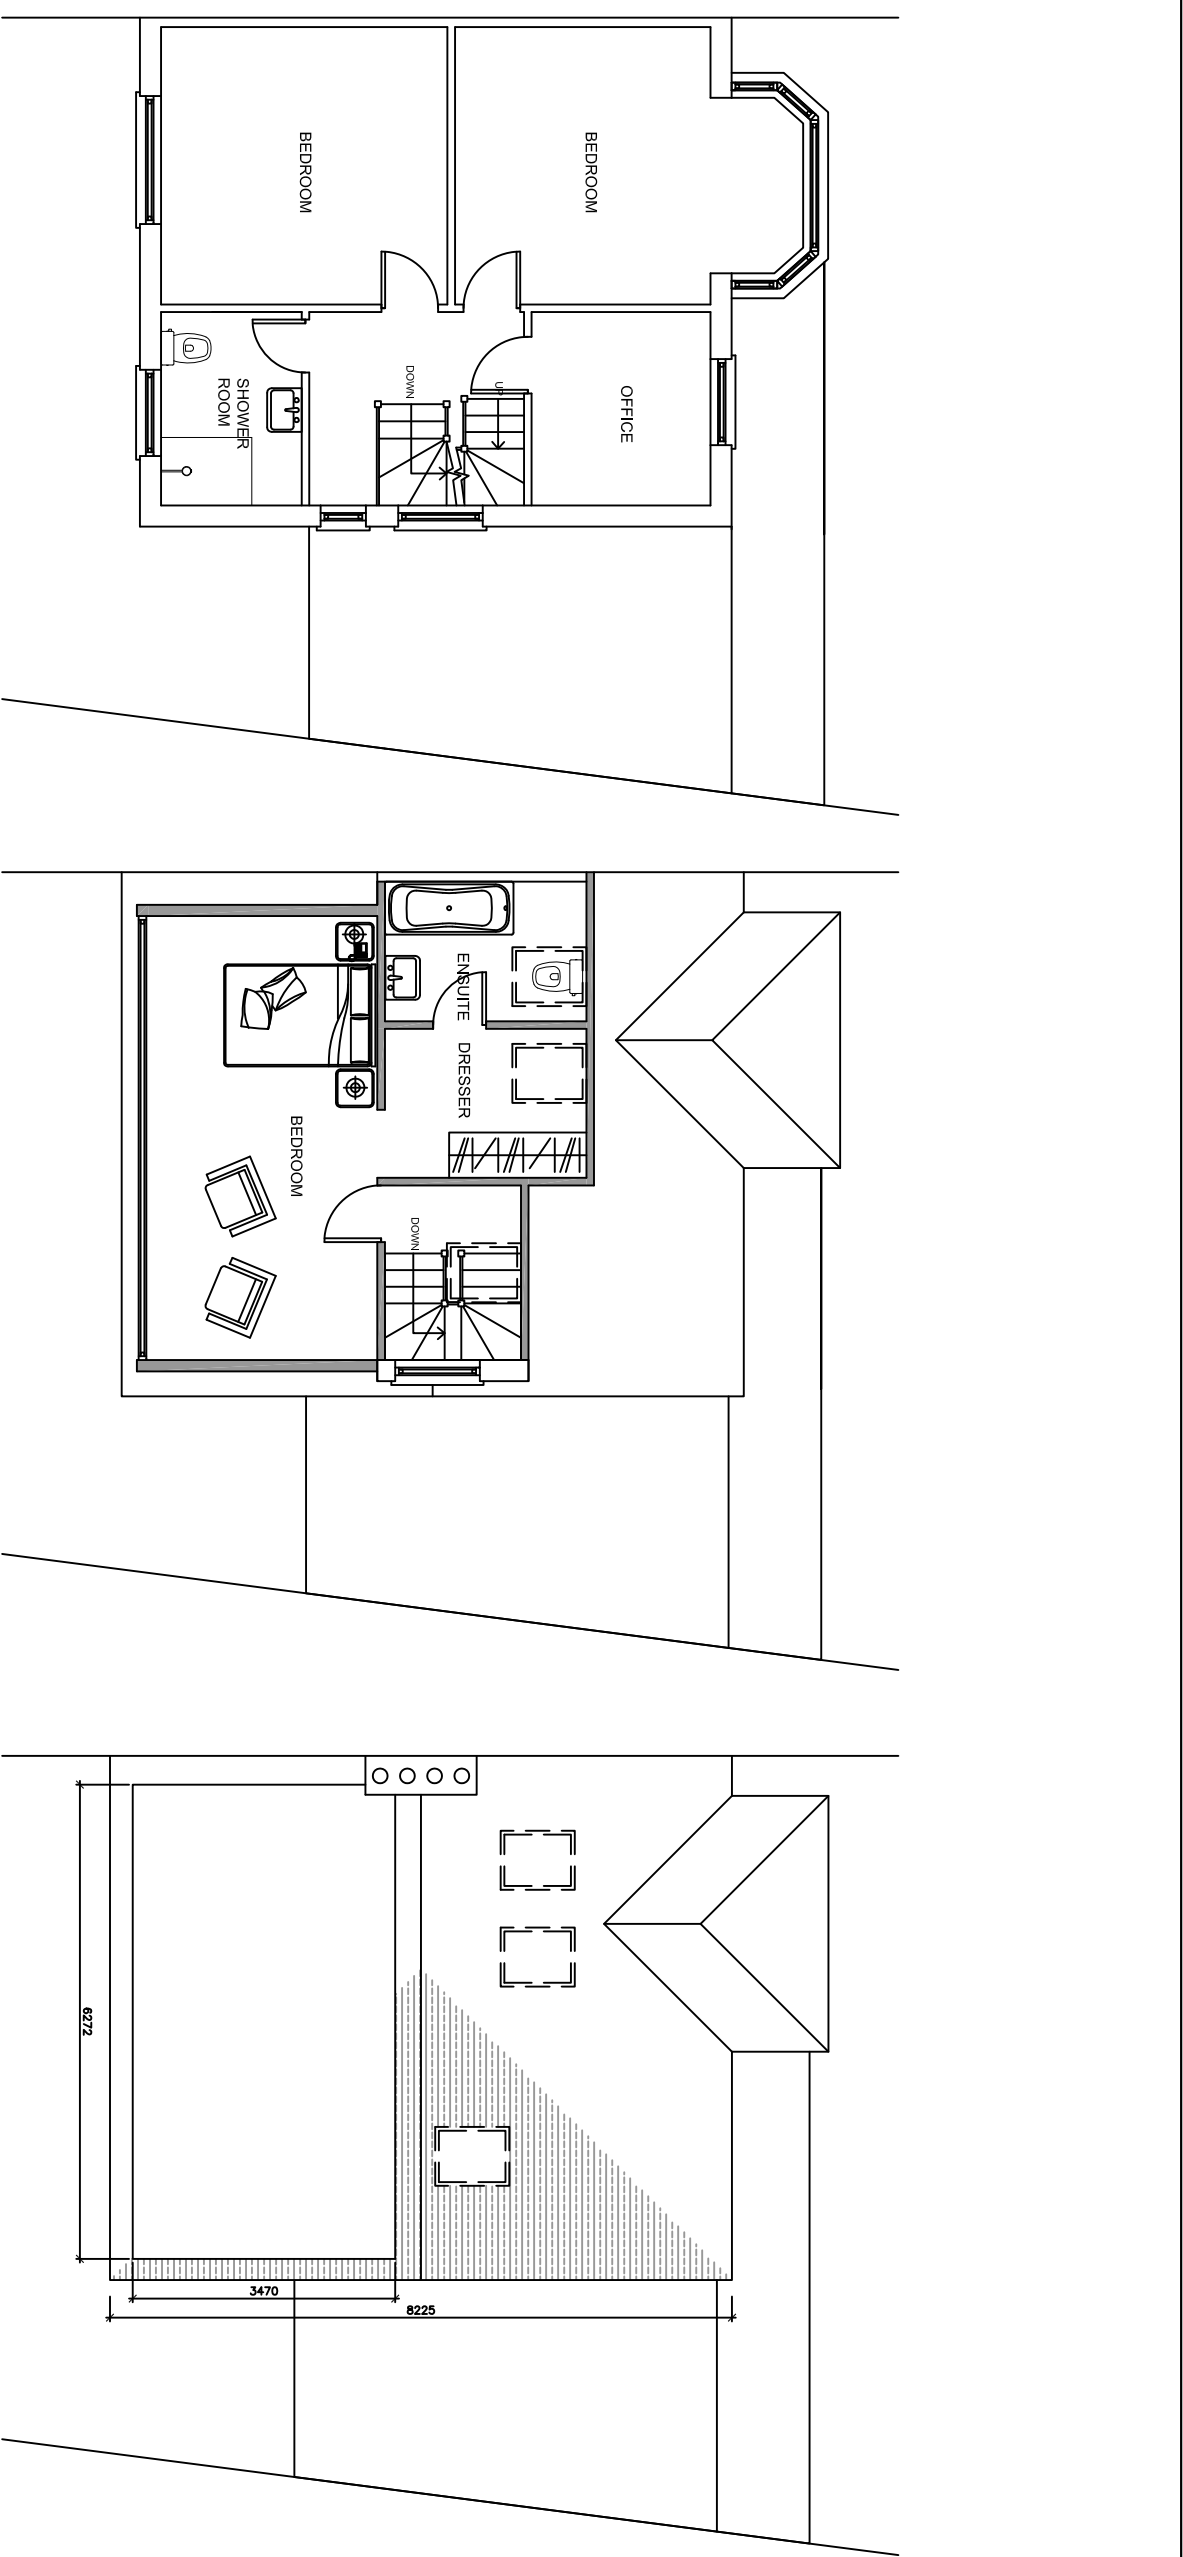 BEDROOM
BEDROOM
SHOWER
ROOM
DOWN
UP
OFFICE
ENSUITE
DRESSER
BEDROOM
DOWN
6272
3470
8225